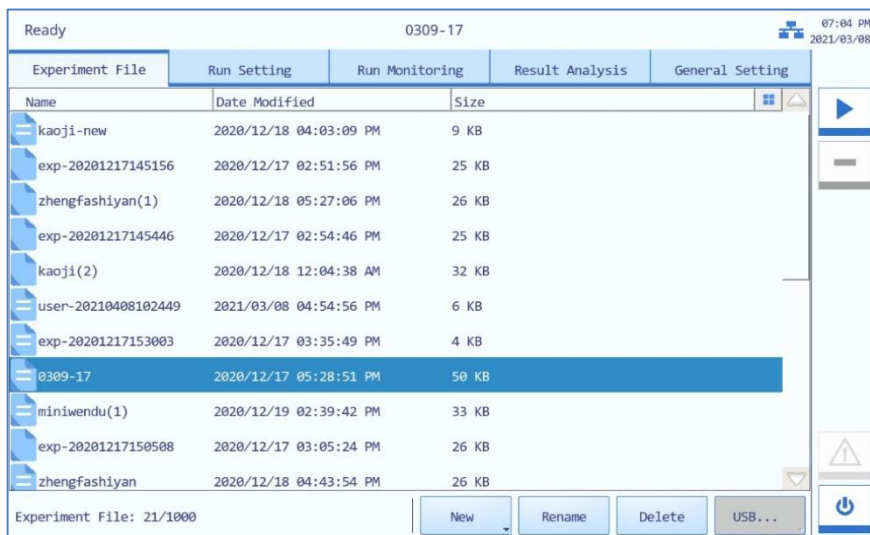 Ready 0309-17 07:04 PM
2021/03/08
Experiment File Run Setting Run Monitoring Result Analysis General Setting
Name Date Modified Size
kaoji-new 2020/12/18 04:03:09 PM 9 KB
exp-20201217145156 2020/12/17 02:51:56 PM 25 KB
zhengfashiyan(1) 2020/12/18 05:27:06 PM 26 KB
exp-20201217145446 2020/12/17 02:54:46 PM 25 KB
kaoji(2) 2020/12/18 12:04:38 AM 32 KB
user-20210408102449 2021/03/08 04:54:56 PM 6 KB
exp-20201217153003 2020/12/17 03:35:49 PM 4 KB
0309-17 2020/12/17 05:28:51 PM 50 KB
miniwendu(1) 2020/12/19 02:39:42 PM 33 KB
exp-20201217150508 2020/12/17 03:05:24 PM 26 KB
zhengfashiyan 2020/12/18 04:43:54 PM 26 KB
Experiment File: 21/1000 New Rename Delete USB...